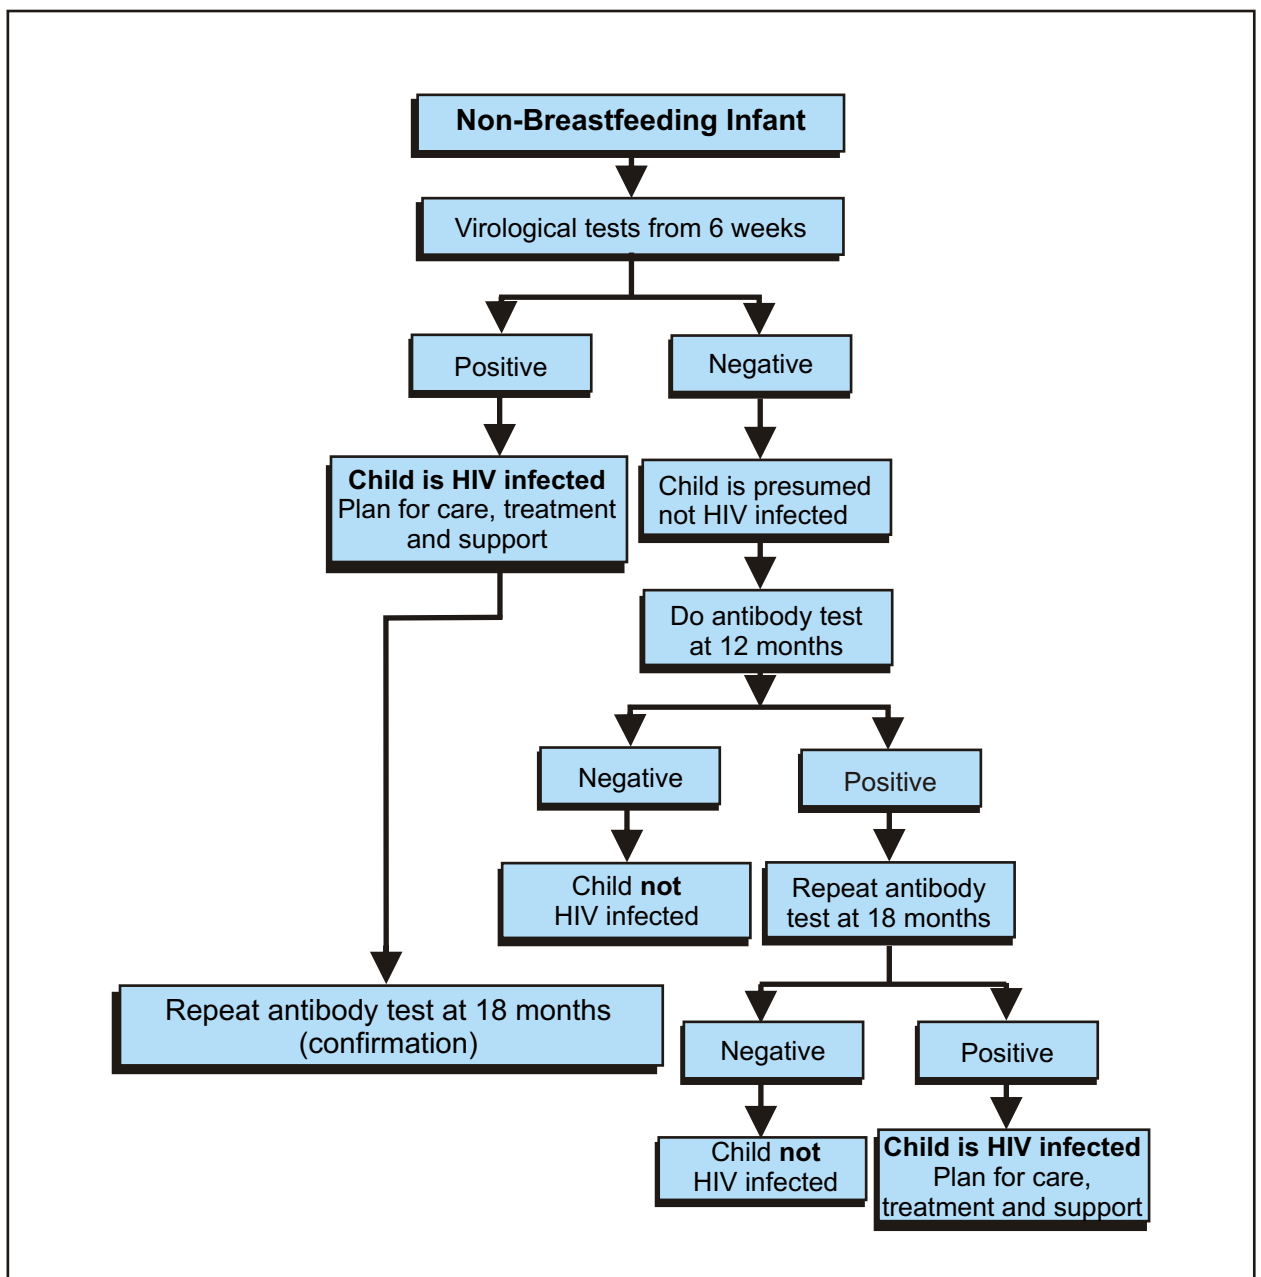 Non-Breastfeeding Infant
Virological tests from 6 weeks
Positive
Negative
Child is HIV infected
Plan for care, treatment
and support
Child is presumed
not HIV infected
Do antibody test
at 12 months
Negative
Positive
Child not
HIV infected
Repeat antibody
test at 18 months
Repeat antibody test at 18 months
(confirmation)
Negative
Positive
Child not
HIV infected
Child is HIV infected
Plan for care,
treatment and support